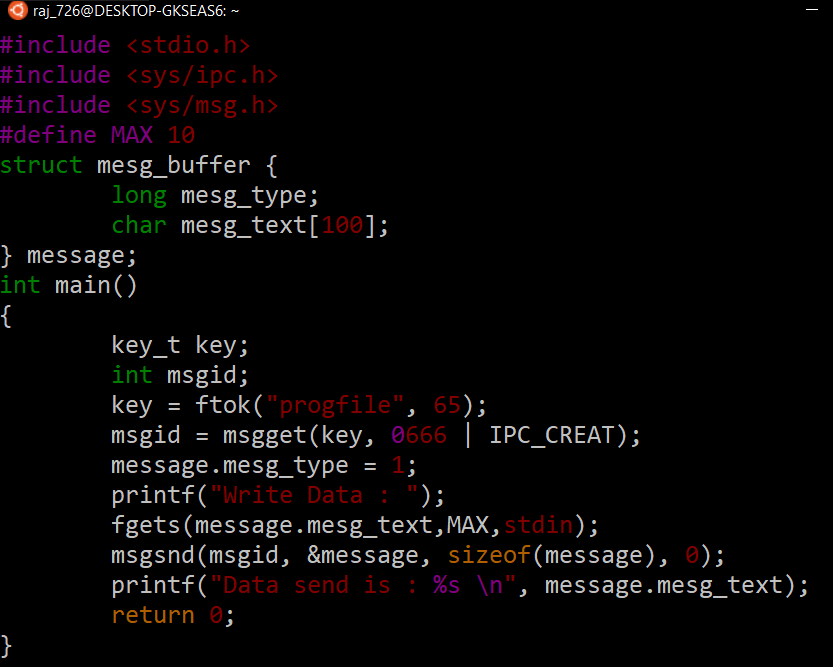 raj_726@DESKTOP-GKSEAS6: ~
#include <stdio.h>
#include <sys/ipc.h>
#include <sys/msg.h>
#define MAX 10
struct mesg_buffer {
        long mesg_type;
        char mesg_text[100];
} message;
int main()
{
        key_t key;
        int msgid;
        key = ftok("progfile", 65);
        msgid = msgget(key, 0666 | IPC_CREAT);
        message.mesg_type = 1;
        printf("Write Data : ");
        fgets(message.mesg_text,MAX,stdin);
        msgsnd(msgid, &message, sizeof(message), 0);
        printf("Data send is : %s \n", message.mesg_text);
        return 0;
}